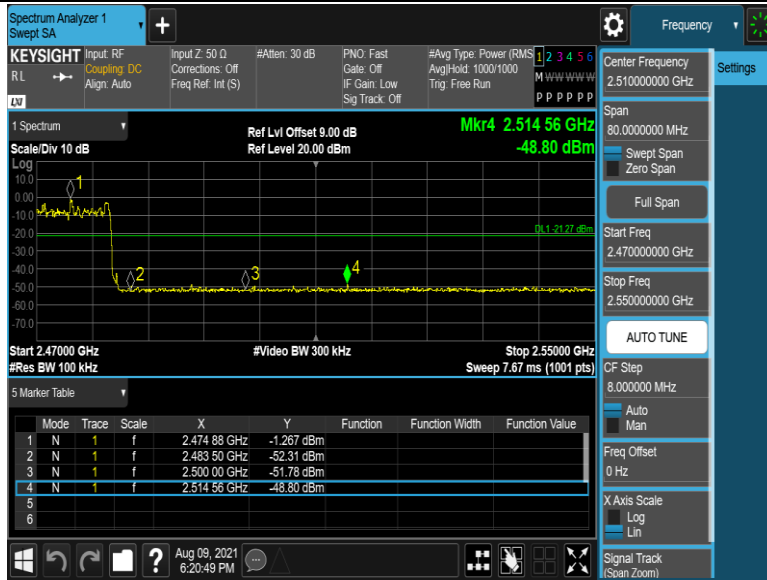 Spectrum Analyzer 1
Swept SA
Frequency
KEYSIGHT Input: RF
RL
Coupling: DC
Align: Auto
LXI
Input Z: 50 Ω
Corrections: Off
Freq Ref: Int (S)
#Atten: 30 dB
PNO: Fast
Gate: Off
IF Gain: Low
Sig Track: Off
#Avg Type: Power (RMS
Avg|Hold: 1000/1000
Trig: Free Run
1 2 3 4 5 6
M W W W W W
P P P P P P
1 Spectrum
Scale/Div 10 dB
Ref Lvl Offset 9.00 dB
Ref Level 20.00 dBm
Mkr4 2.514 56 GHz
-48.80 dBm
Log
10.0
0.00
-10.0
-20.0
-30.0
-40.0
-50.0
-60.0
-70.0
1
2
3
4
DL1 -21.27 dBm
Start 2.47000 GHz
#Res BW 100 kHz
#Video BW 300 kHz
Stop 2.55000 GHz
Sweep 7.67 ms (1001 pts)
5 Marker Table
Mode Trace Scale X Y Function Function Width Function Value
1 N 1 f 2.474 88 GHz -1.267 dBm
2 N 1 f 2.483 50 GHz -52.31 dBm
3 N 1 f 2.500 00 GHz -51.78 dBm
4 N 1 f 2.514 56 GHz -48.80 dBm
5
6
Aug 09, 2021
6:20:49 PM
Center Frequency
2.510000000 GHz
Settings
Span
80.0000000 MHz
Swept Span
Zero Span
Full Span
Start Freq
2.470000000 GHz
Stop Freq
2.550000000 GHz
AUTO TUNE
CF Step
8.000000 MHz
Auto
Man
Freq Offset
0 Hz
X Axis Scale
Log
Lin
Signal Track
(Span Zoom)